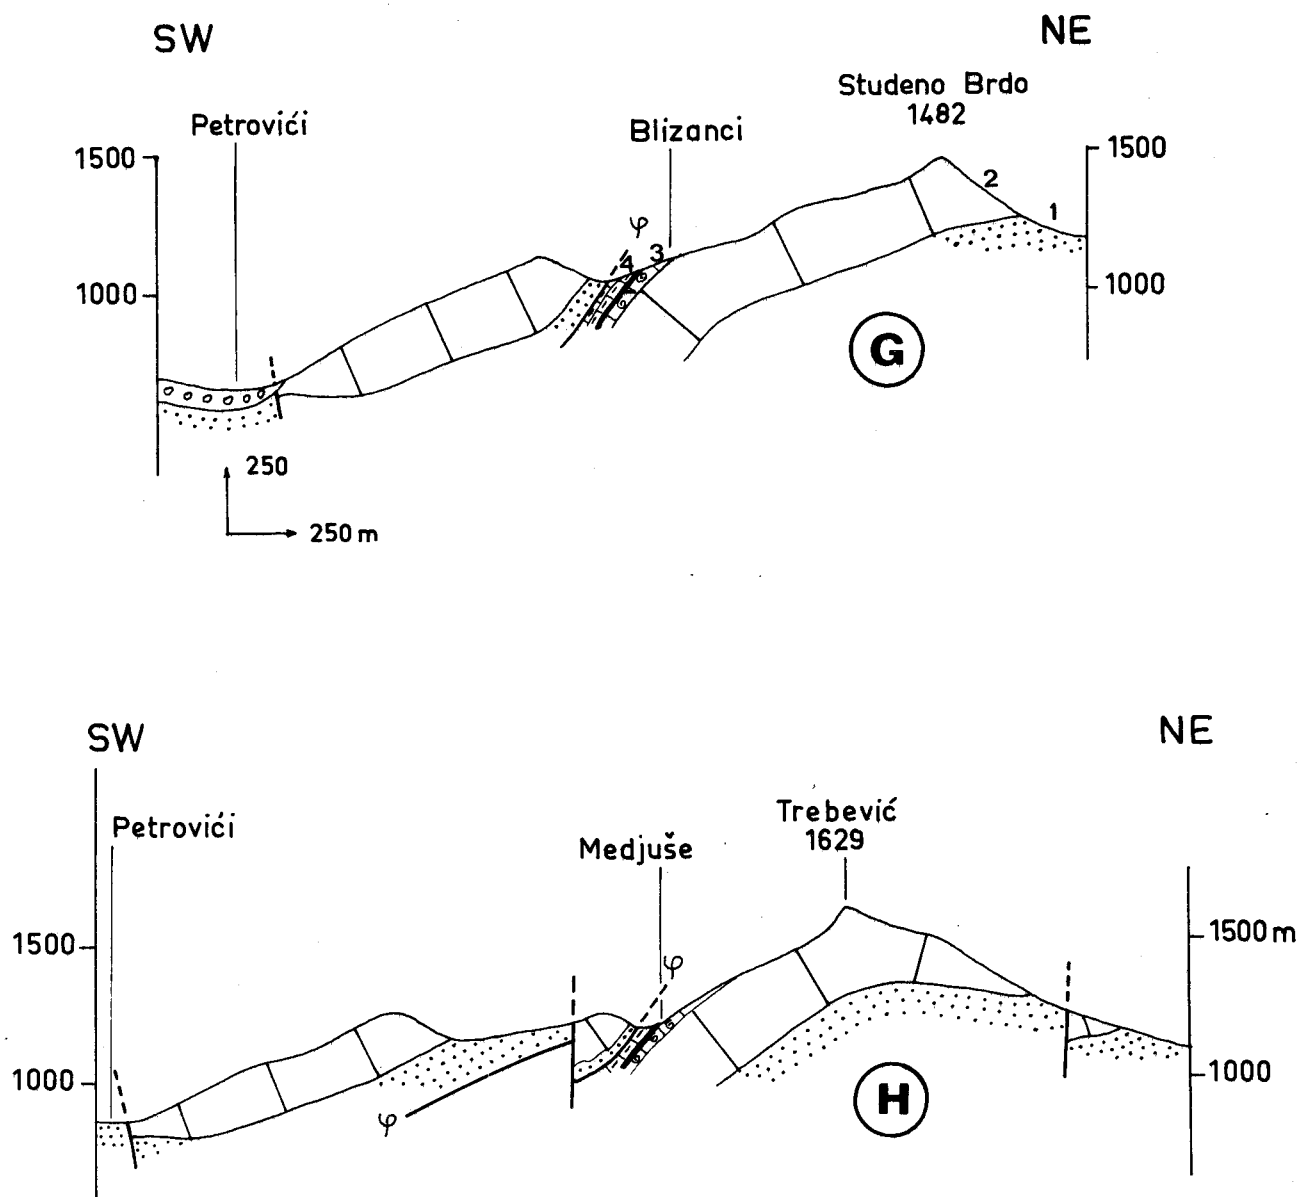 SW
NE
Studeno Brdo
1482
Petrovići
Blizanci
1500
1500
2
1
φ
3
4
1000
1000
G
250
250 m
SW
NE
Trebević
1629
Petrovići
Medjuše
1500
1500 m
φ
1000
1000
φ
H